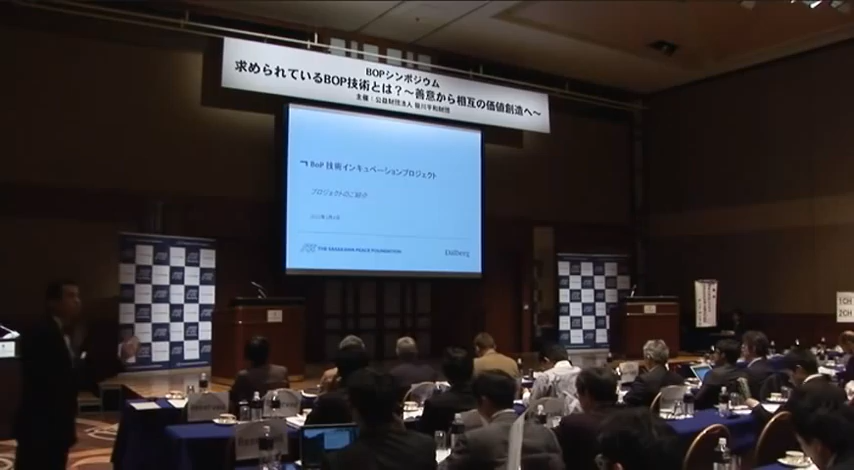 BOPシンポジウム
求められているBOP技術とは？～善意から相互の価値創造へ～
主催：公益財団法人 笹川平和財団
BoP 技術インキュベーションプロジェクト
プロジェクトのご紹介
THE SASAKAWA PEACE FOUNDATION
Dalberg
1CH
2CH